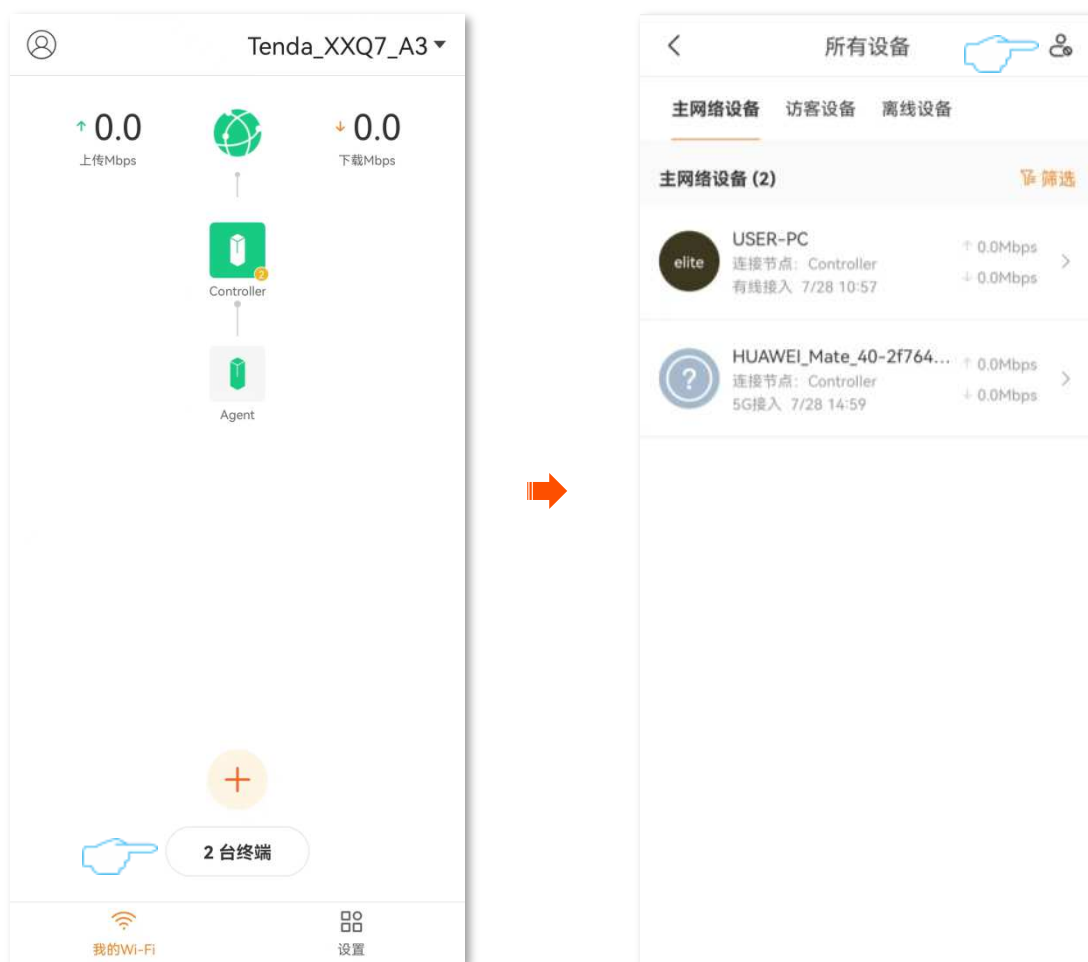 Tenda_XXQ7_A3
↑ 0.0
上传Mbps
↓ 0.0
下载Mbps
2
Controller
Agent
2 台终端
我的Wi-Fi
设置
所有设备
主网络设备 访客设备 离线设备
主网络设备 (2)
筛选
elite
USER-PC
连接节点: Controller
有线接入 7/28 10:57
↑ 0.0Mbps
↓ 0.0Mbps
?
HUAWEI_Mate_40-2f764...
连接节点: Controller
5G接入 7/28 14:59
↑ 0.0Mbps
↓ 0.0Mbps